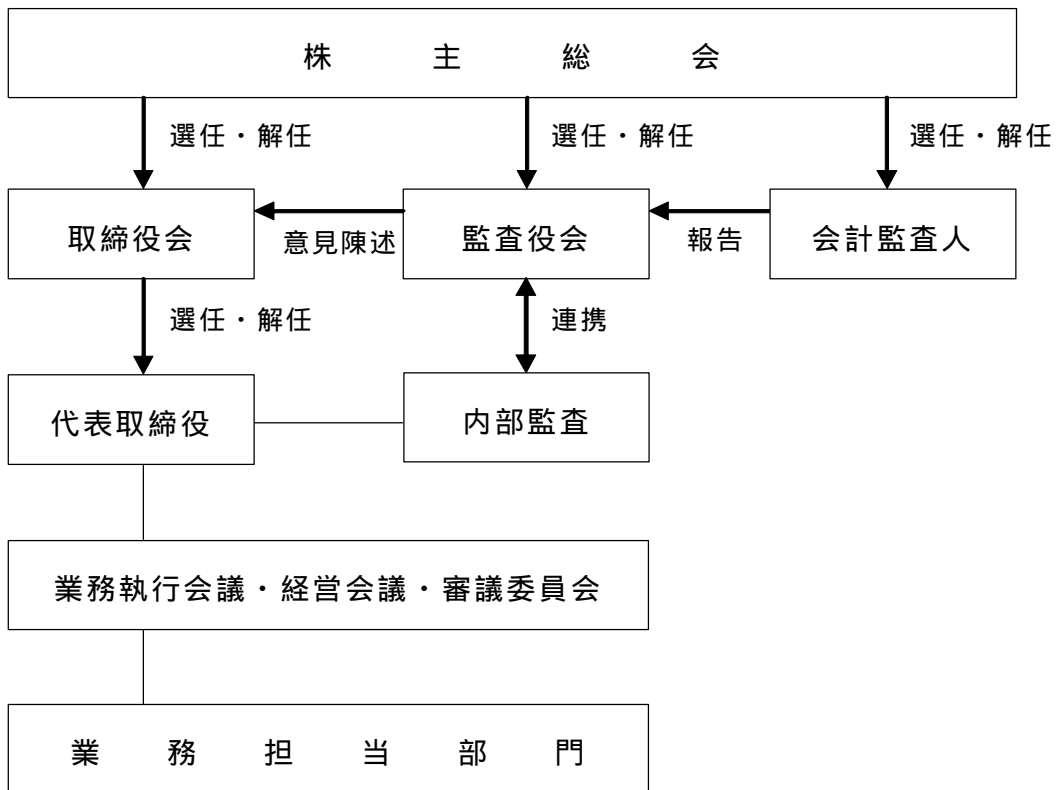 株主総会
選任・解任 選任・解任 選任・解任
取締役会 意見陳述 監査役会 報告 会計監査人
選任・解任 連携
代表取締役 内部監査
業務執行会議・経営会議・審議委員会
業務担当部門